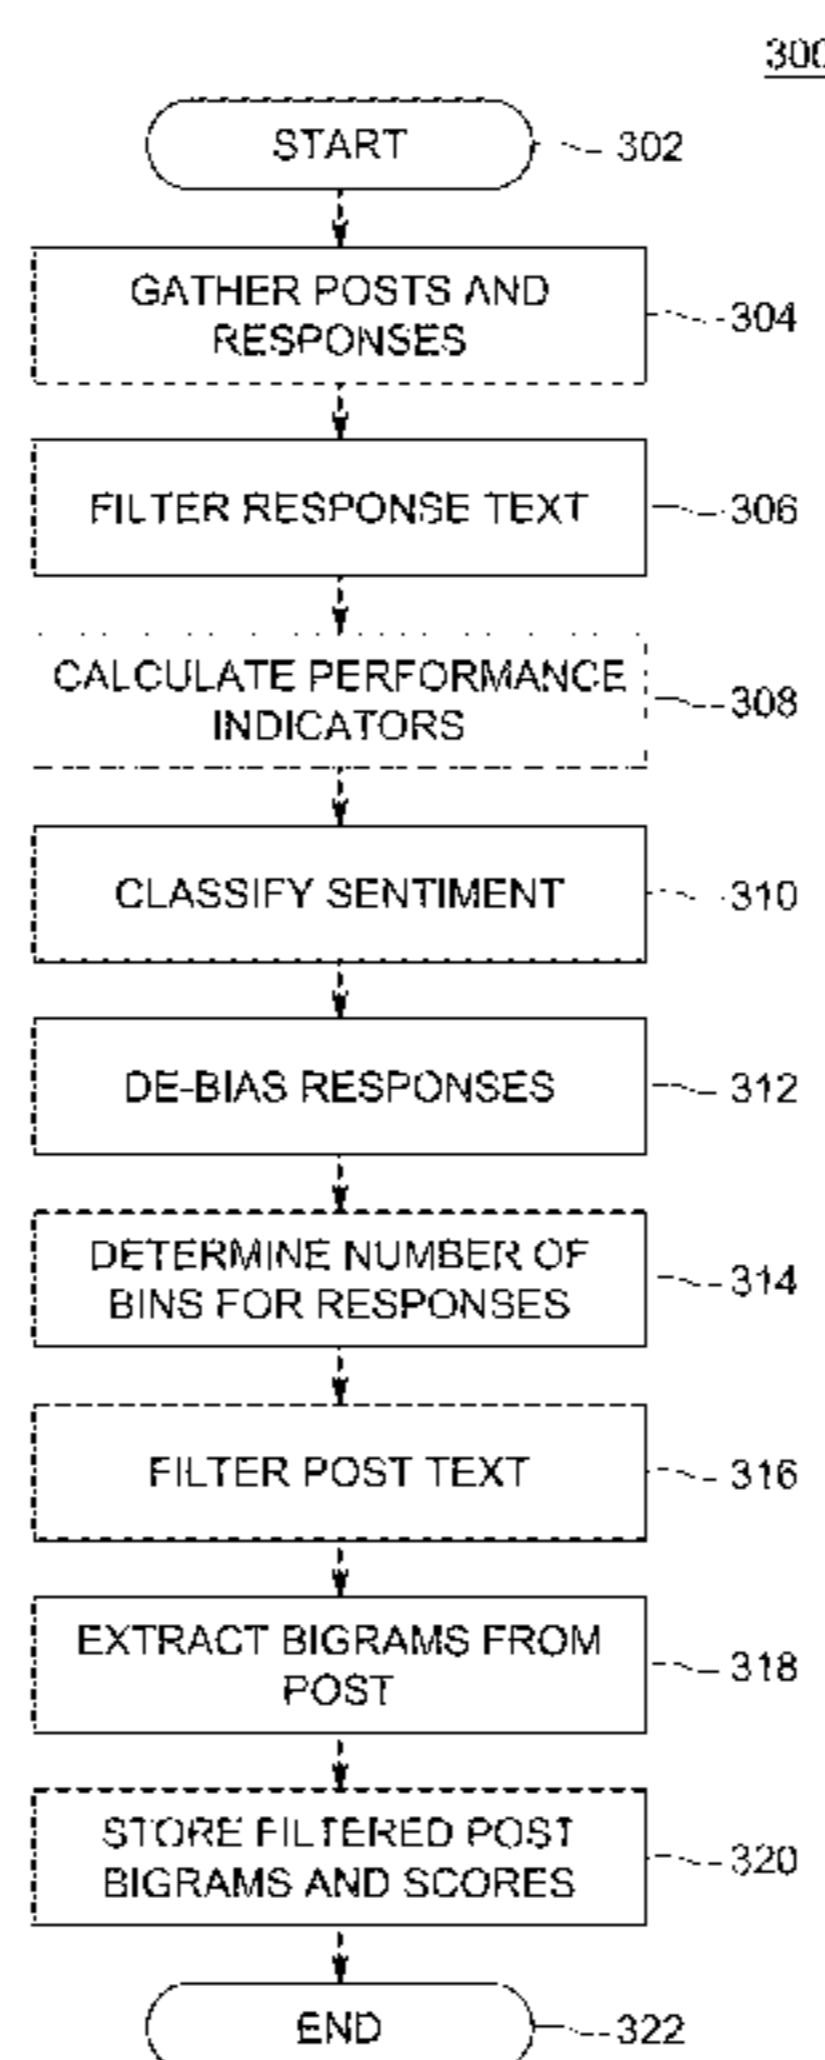 300
START
302
GATHER POSTS AND
RESPONSES
304
FILTER RESPONSE TEXT
306
CALCULATE PERFORMANCE
INDICATORS
308
CLASSIFY SENTIMENT
310
DE-BIAS RESPONSES
312
DETERMINE NUMBER OF
BINS FOR RESPONSES
314
FILTER POST TEXT
316
EXTRACT BIGRAMS FROM
POST
318
STORE FILTERED POST
BIGRAMS AND SCORES
320
END
322